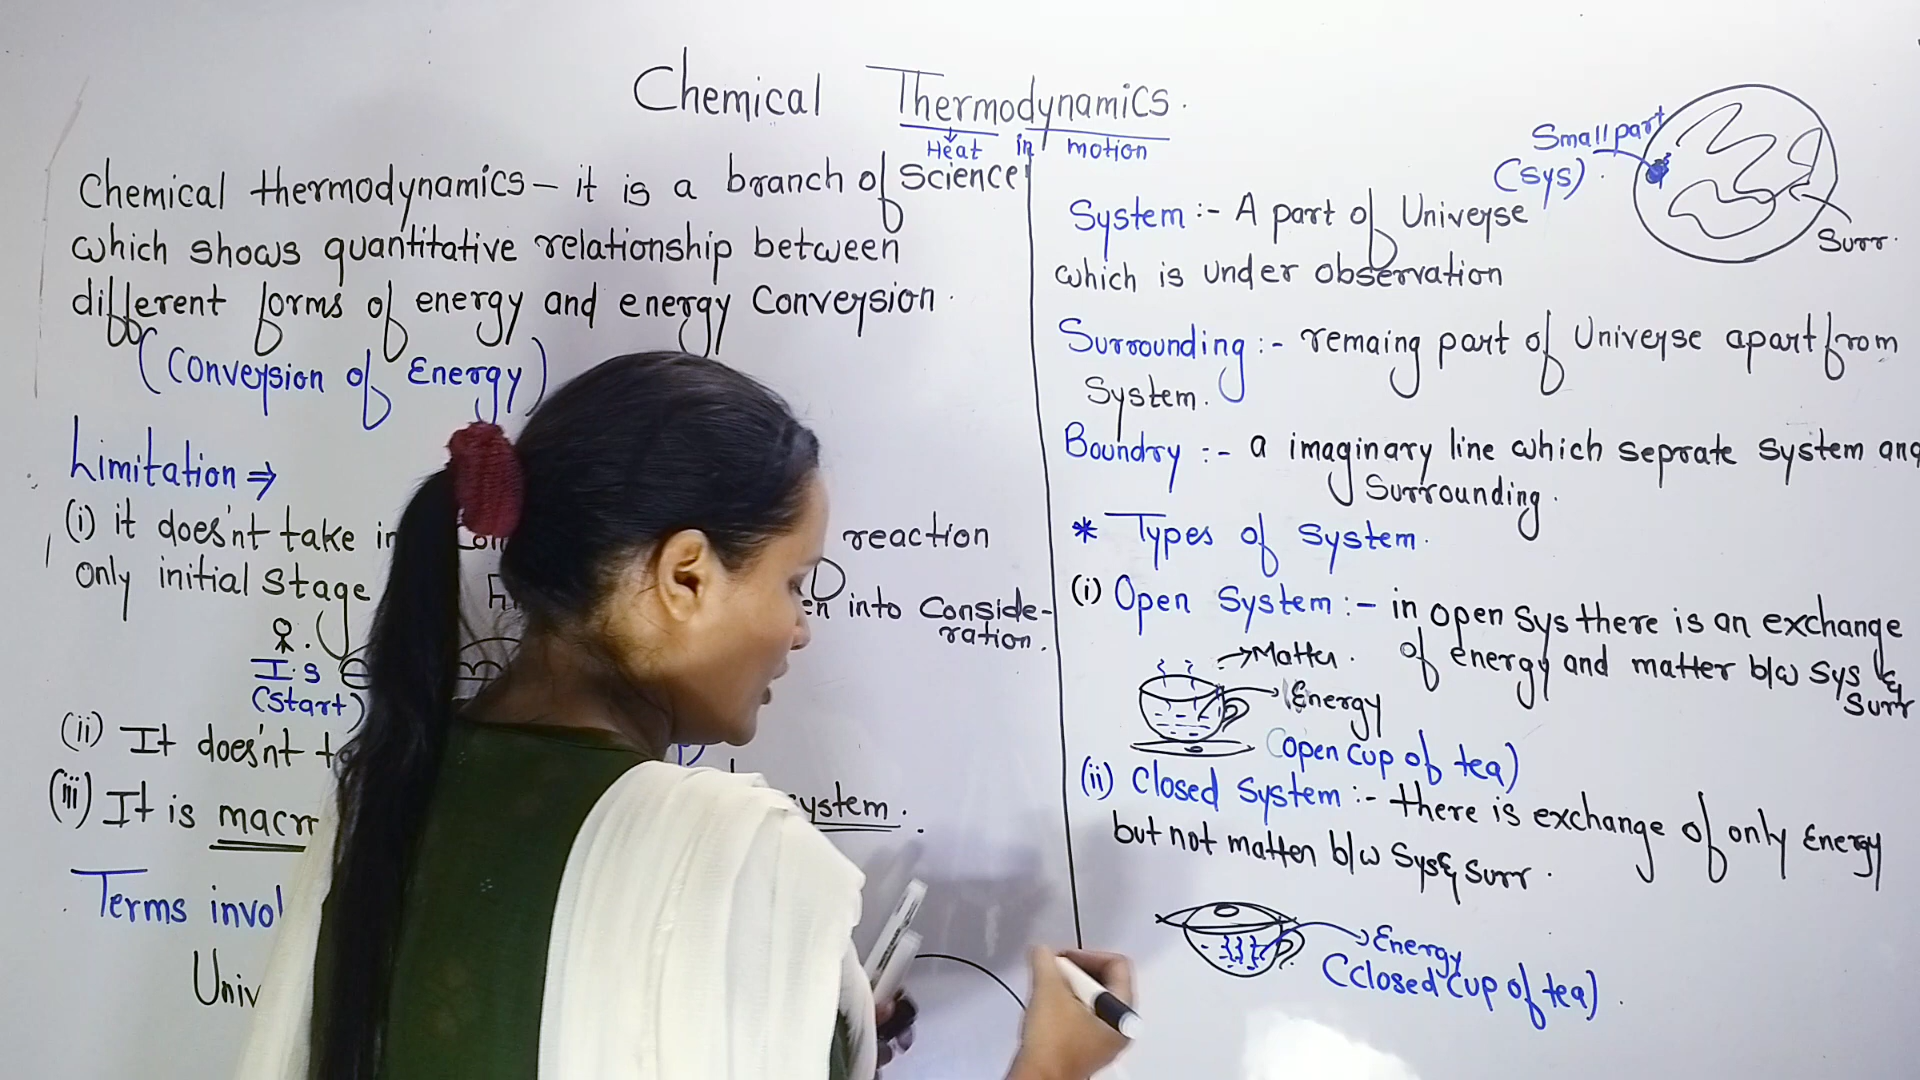 Chemical Thermodynamics.
Heat in motion
Chemical thermodynamics – it is a branch of Science
which shows quantitative relationship between
different forms of energy and energy Conversion.
(Conversion of Energy)
Limitation ⇒
(i) it does'nt take in reaction
only initial stage into Conside-
ration.
I.S
(Start)
(ii) It does'nt
(iii) It is
Terms
Small part
(sys).
Surr.
System :- A part of Universe
which is under observation
Surrounding :- remaing part of Universe apart from
System.
Boundry :- a imaginary line which seprate system and
Surrounding.
* Types of System.
(i) Open System :- in open sys there is an exchange
of energy and matter b/w sys &
Surr
→ Matter.
→ Energy
(open cup of tea)
(ii) Closed System :- there is exchange of only Energy
but not matter b/w Sys & Surr.
→ Energy
(Closed cup of tea).